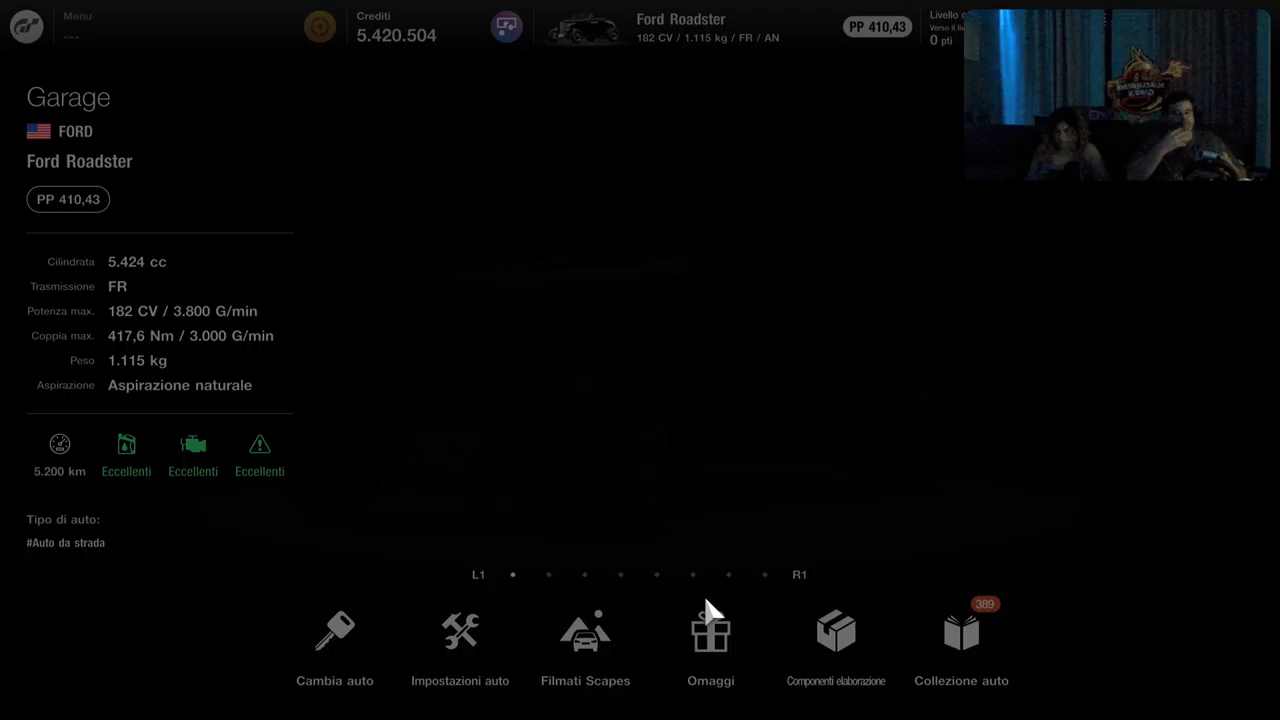 Menu
---
Crediti
5.420.504
Ford Roadster
182 CV / 1.115 kg / FR / AN
PP 410,43
Livello
Verso il
0 pti
Garage
FORD
Ford Roadster
PP 410,43
Cilindrata 5.424 cc
Trasmissione FR
Potenza max. 182 CV / 3.800 G/min
Coppia max. 417,6 Nm / 3.000 G/min
Peso 1.115 kg
Aspirazione Aspirazione naturale
5.200 km Eccellenti Eccellenti Eccellenti
Tipo di auto:
#Auto da strada
L1 R1
389
Cambia auto Impostazioni auto Filmati Scapes Omaggi Componenti elaborazione Collezione auto